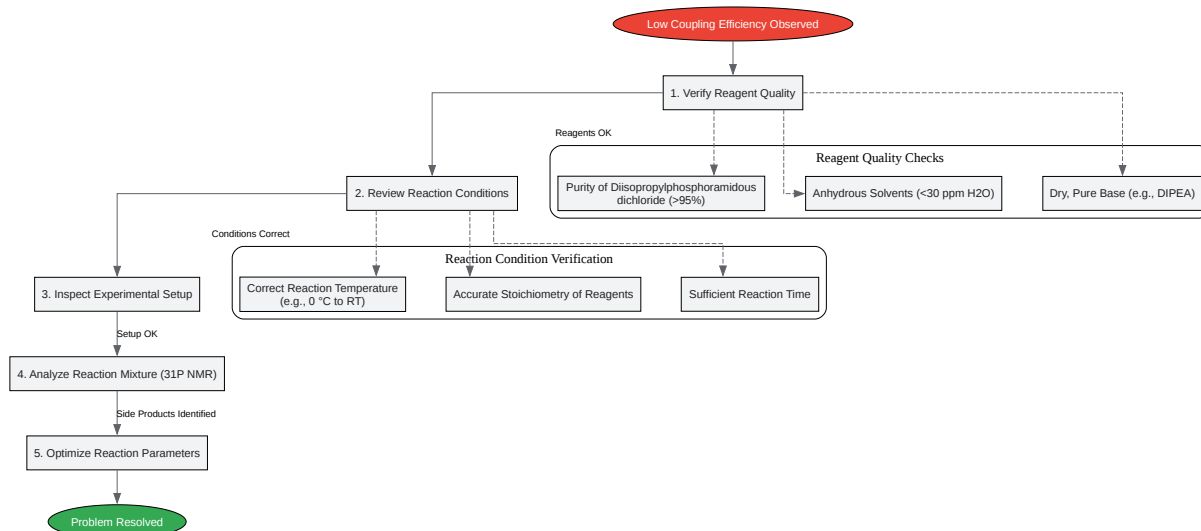 Low Coupling Efficiency Observed
1. Verify Reagent Quality
Reagents OK
Reagent Quality Checks
Purity of Diisopropylphosphoramidous
dichloride (>95%)
Anhydrous Solvents (<30 ppm H2O)
Dry, Pure Base (e.g., DIPEA)
2. Review Reaction Conditions
Conditions Correct
Reaction Condition Verification
Correct Reaction Temperature
(e.g., 0 °C to RT)
Accurate Stoichiometry of Reagents
Sufficient Reaction Time
3. Inspect Experimental Setup
Setup OK
4. Analyze Reaction Mixture (31P NMR)
Side Products Identified
5. Optimize Reaction Parameters
Problem Resolved